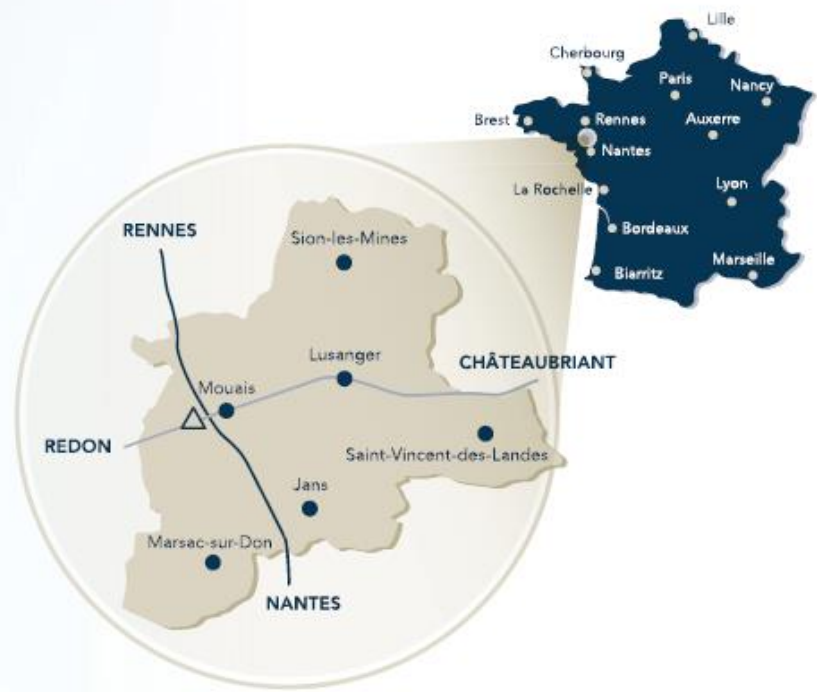 Lille
Cherbourg
Paris
Nancy
Brest
Rennes
Auxerre
Nantes
La Rochelle
Lyon
Bordeaux
Marseille
Biarritz
RENNES
Sion-les-Mines
Lusanger
CHÂTEAUBRIANT
Mouais
REDON
Saint-Vincent-des-Landes
Jans
Marsac-sur-Don
NANTES